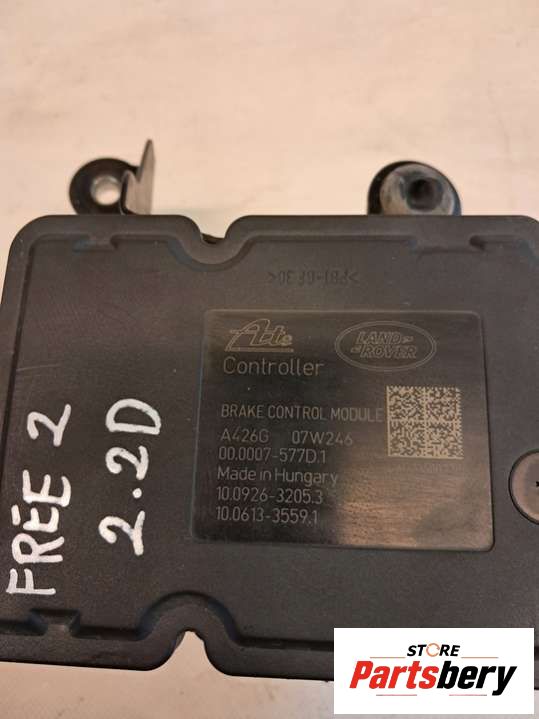 >PBT-GF30<
Ate
LAND
ROVER
Controller
BRAKE CONTROL MODULE
A426G 07W246
00.0007-577D.1
Made in Hungary
10.0926-3205.3
10.0613-3559.1
FREE 2
2.2D
STORE
Partsbery